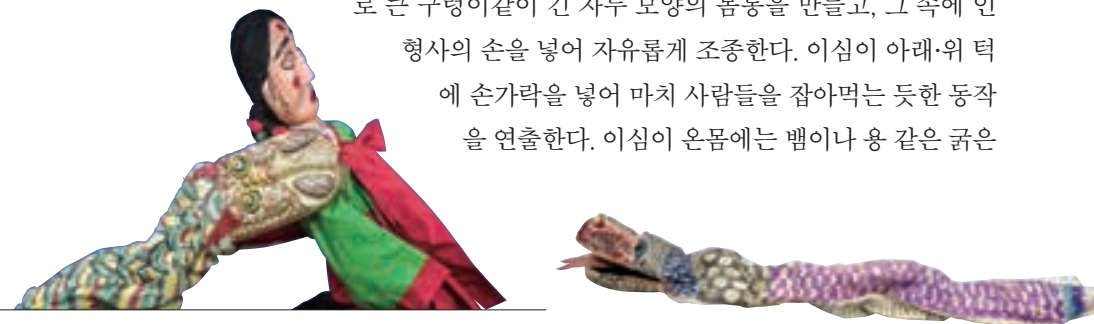 로 큰 구렁이같이 긴 자루 모양의 몸통을 만들고, 그 속에 인
형사의 손을 넣어 자유롭게 조종한다. 이심이 아래·위 턱
에 손가락을 넣어 마치 사람들을 잡아먹는 듯한 동작
을 연출한다. 이심이 온몸에는 뱀이나 용 같은 굵은